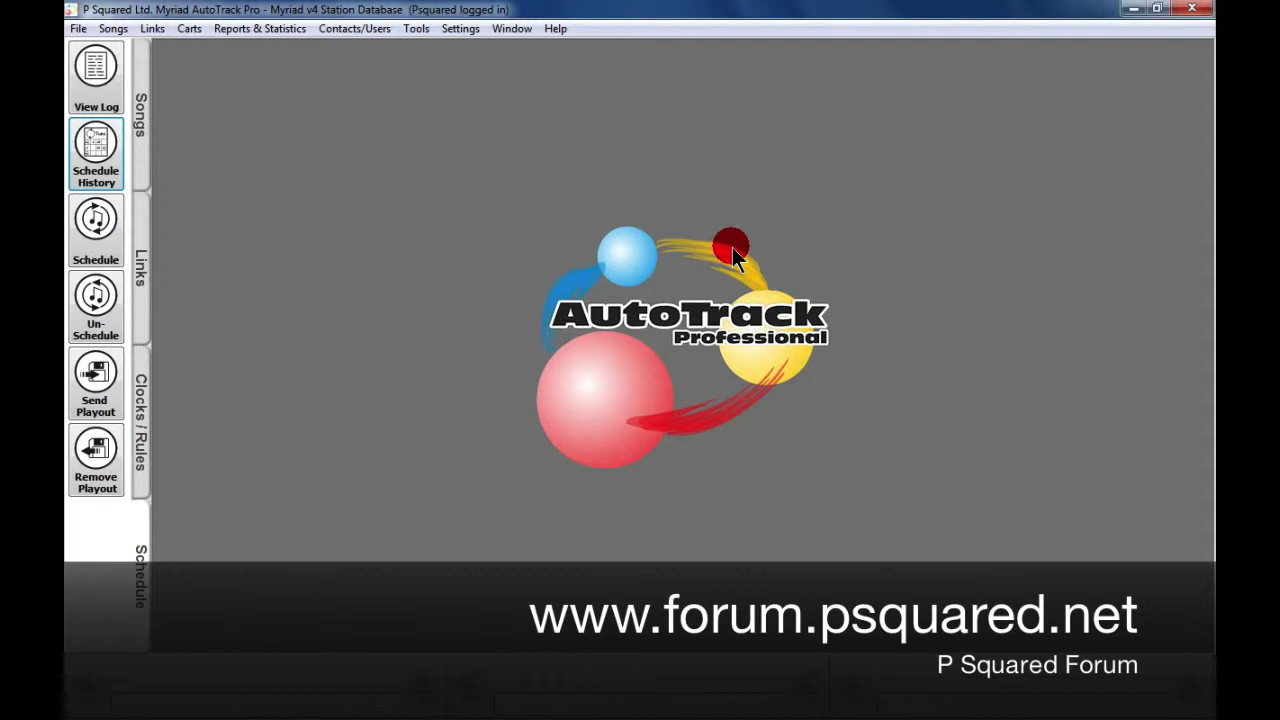 P Squared Ltd. Myriad AutoTrack Pro - Myriad v4 Station Database (Psquared logged in)
File Songs Links Carts Reports & Statistics Contacts/Users Tools Settings Window Help
View Log
Schedule
History
Schedule
Un-
Schedule
Send
Playout
Remove
Playout
Songs
Links
Clocks / Rules
Schedule
AutoTrack
Professional
www.forum.psquared.net
P Squared Forum